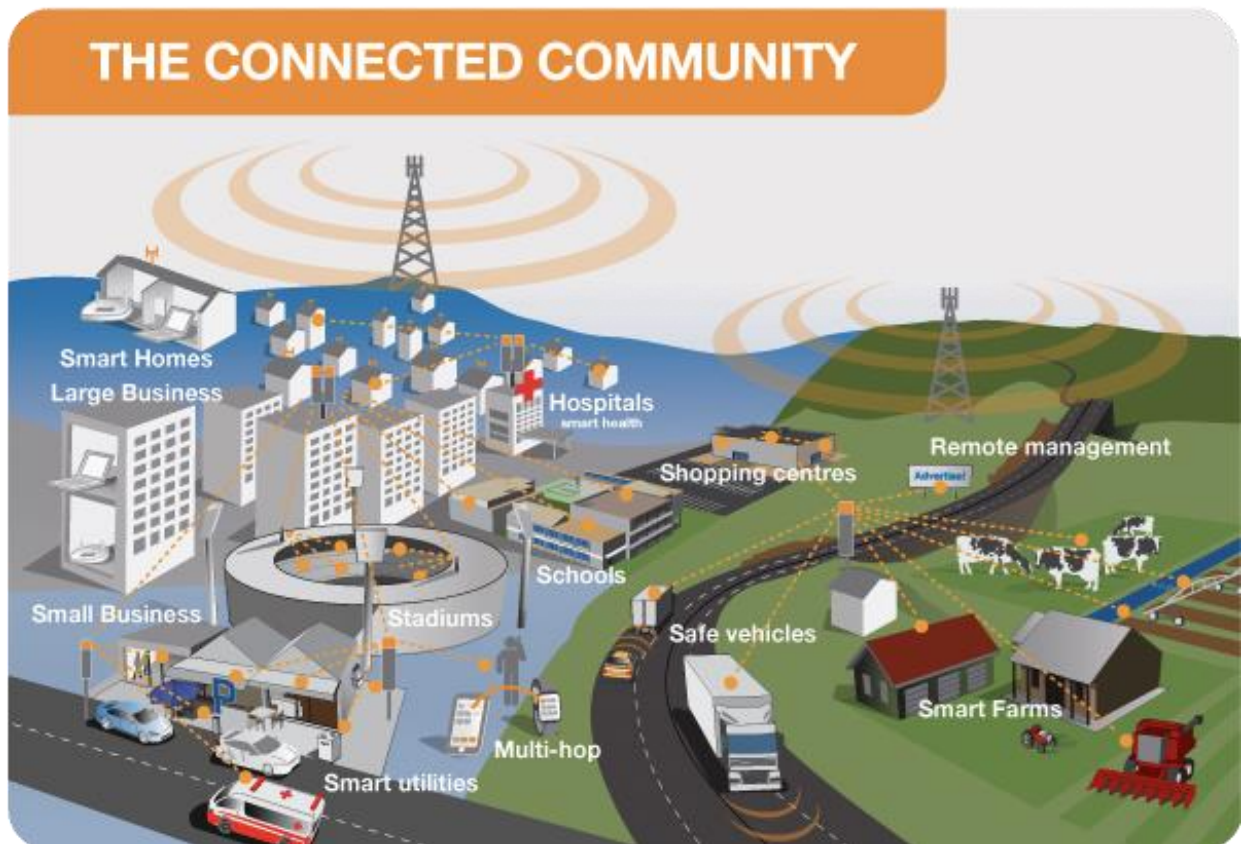 THE CONNECTED COMMUNITY
Smart Homes
Large Business
Hospitals
smart health
Shopping centres
Remote management
Advertise!
Schools
Small Business
Stadiums
Safe vehicles
P
Smart Farms
Multi-hop
Smart utilities